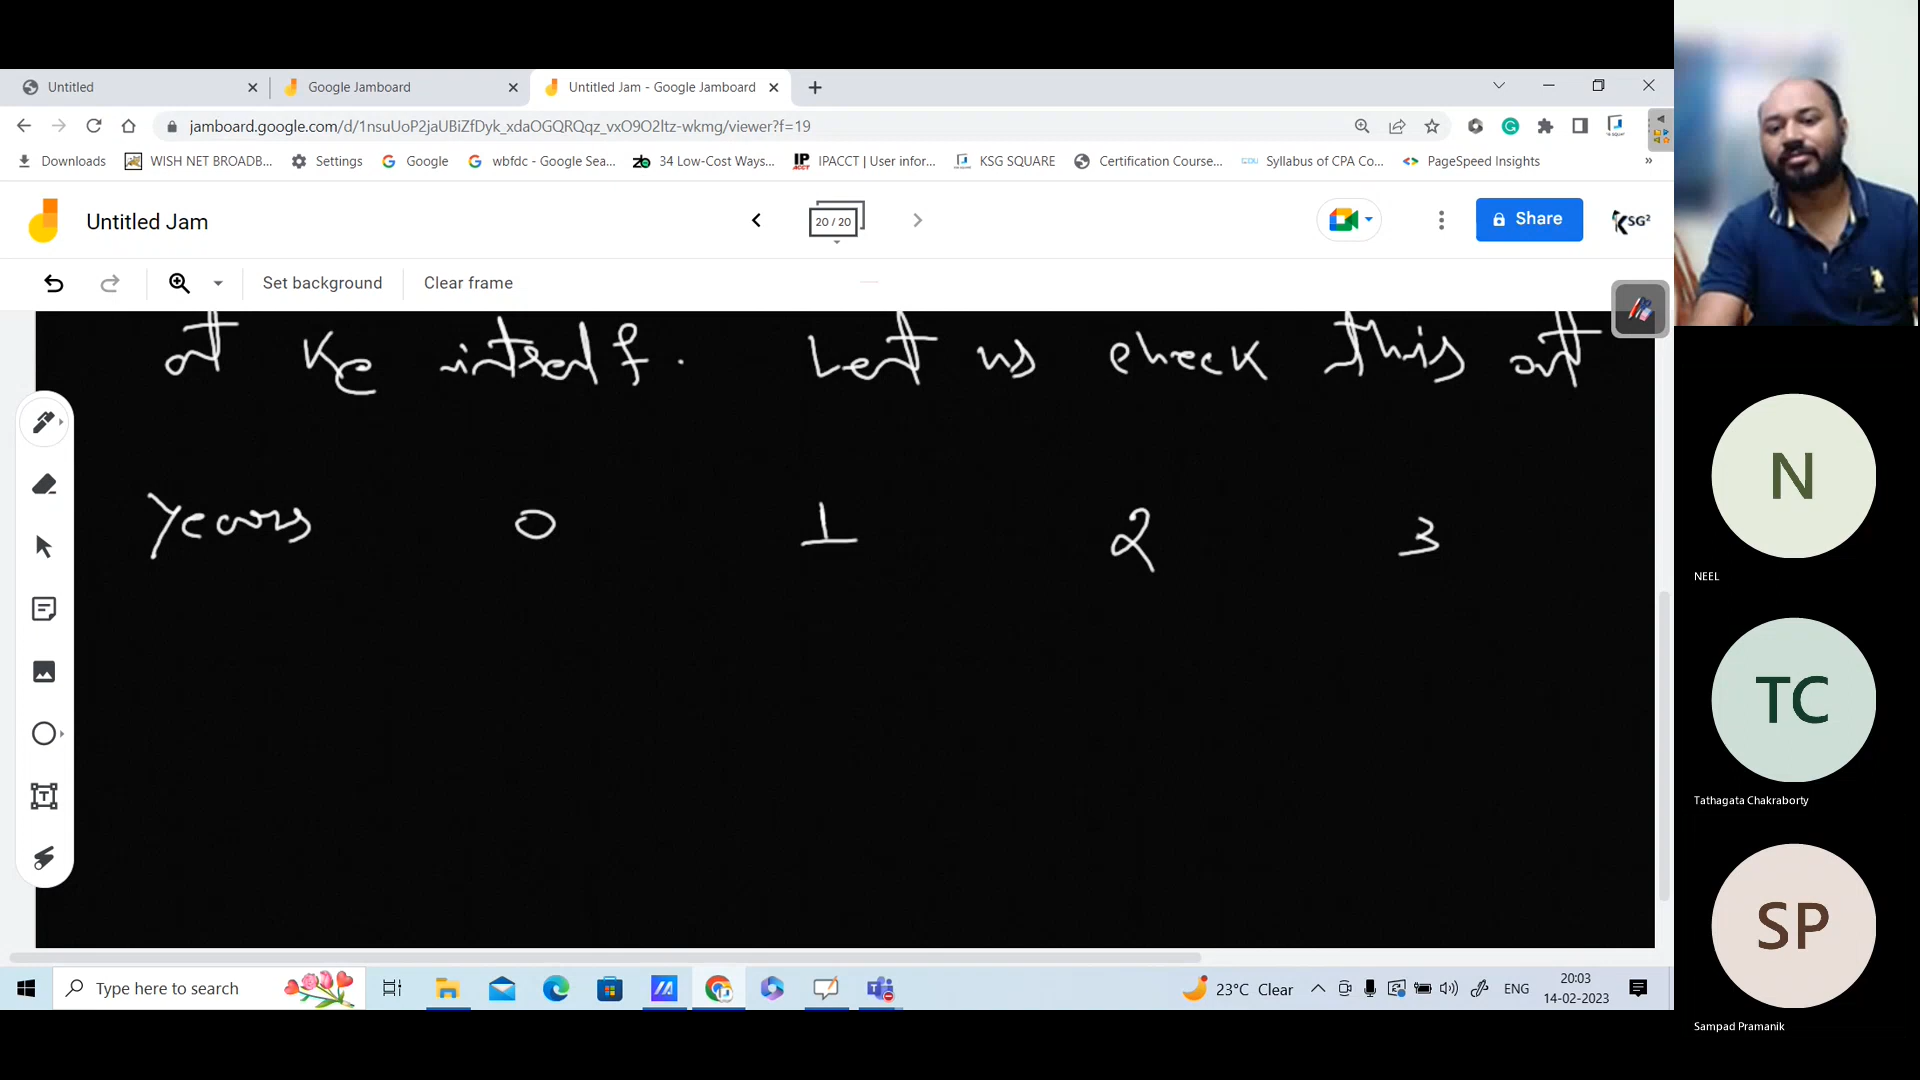 Untitled
Google Jamboard
Untitled Jam - Google Jamboard
jamboard.google.com/d/1nsuUoP2jaUBiZfDyk_xdaOGQRQqz_vxO9O2ltz-wkmg/viewer?f=19
Downloads WISH NET BROADB... Settings Google wbfdc - Google Sea... 34 Low-Cost Ways... IPACCT | User infor... KSG SQUARE Certification Course... Syllabus of CPA Co... PageSpeed Insights »
Untitled Jam
20 / 20
Share
KSG²
Set background Clear frame
at Ke intself. Let us check this out
years 0 1 2 3
N
NEEL
TC
Tathagata Chakraborty
SP
Sampad Pramanik
Type here to search
23°C Clear
ENG
20:03
14-02-2023